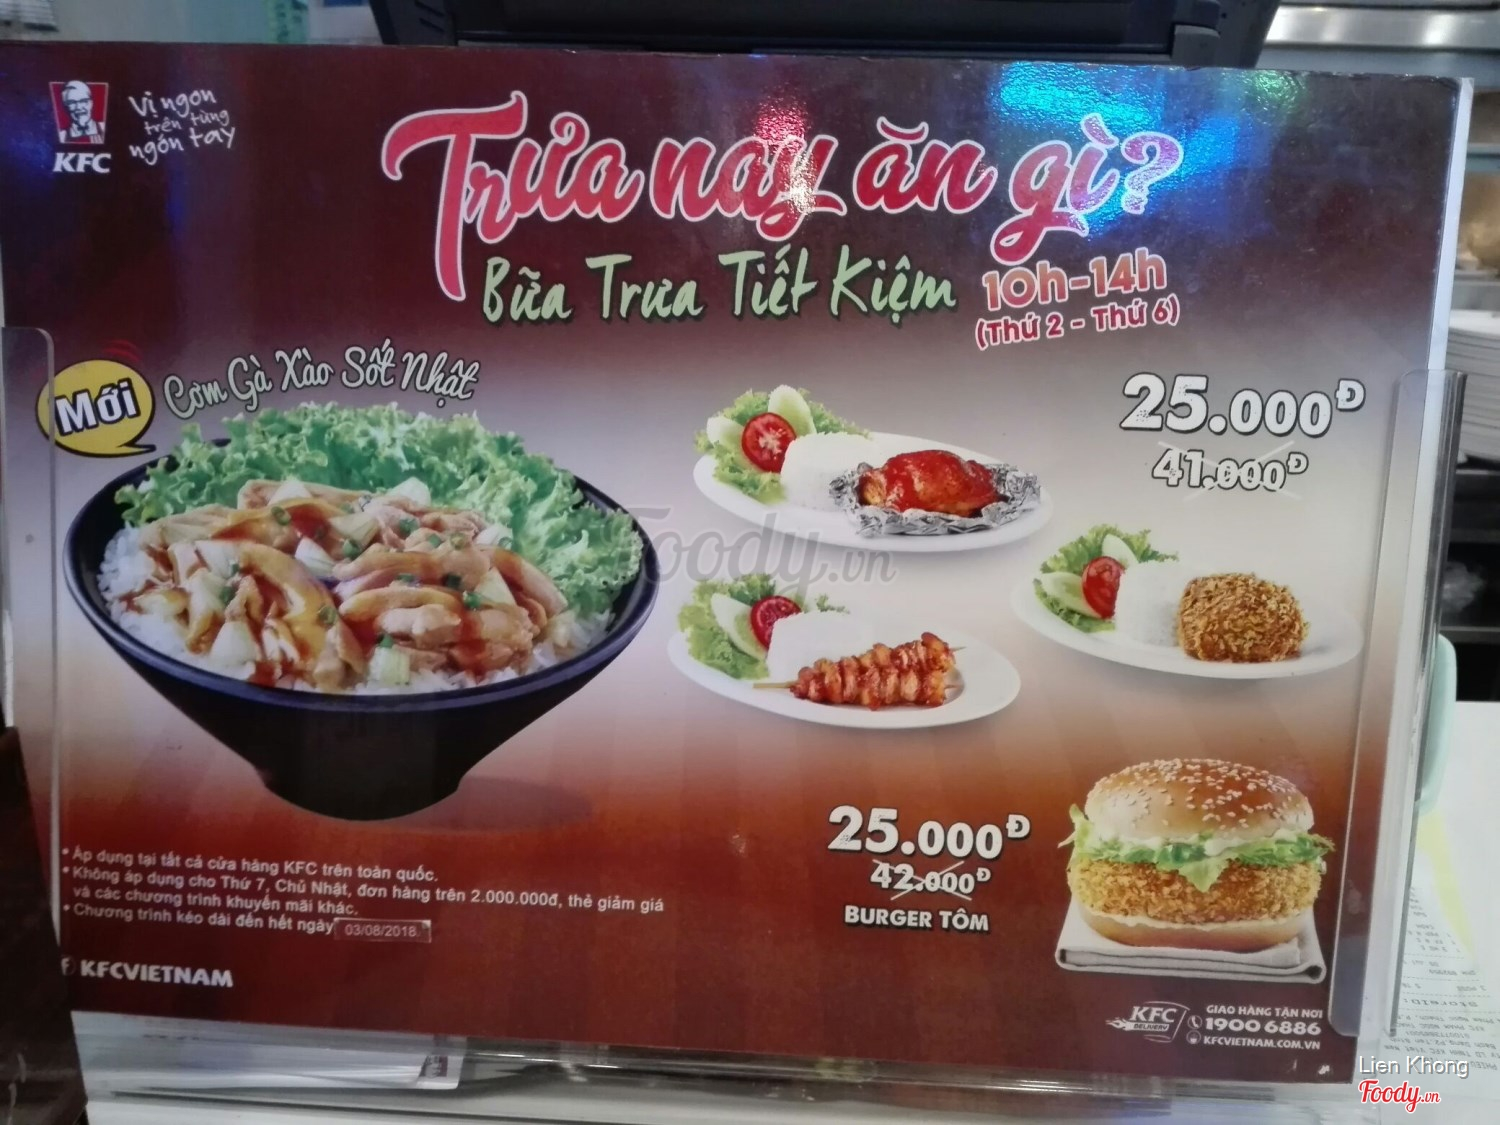 KFC
Vị ngon
trên từng
ngón tay
Trưa nay ăn gì?
Bữa Trưa Tiết Kiệm
10h-14h
(Thứ 2 - Thứ 6)
Mới
Cơm Gà Xào Sốt Nhật
25.000Đ
41.000Đ
Foody.vn
25.000Đ
42.000Đ
BURGER TÔM
* Áp dụng tại tất cả cửa hàng KFC trên toàn quốc.
* Không áp dụng cho Thứ 7, Chủ Nhật, đơn hàng trên 2.000.000đ, thẻ giảm giá
và các chương trình khuyến mãi khác.
* Chương trình kéo dài đến hết ngày 03/08/2018
f KFCVIETNAM
KFC
DELIVERY
GIAO HÀNG TẬN NƠI
1900 6886
KFCVIETNAM.COM.VN
Lien Khong
Foody.vn